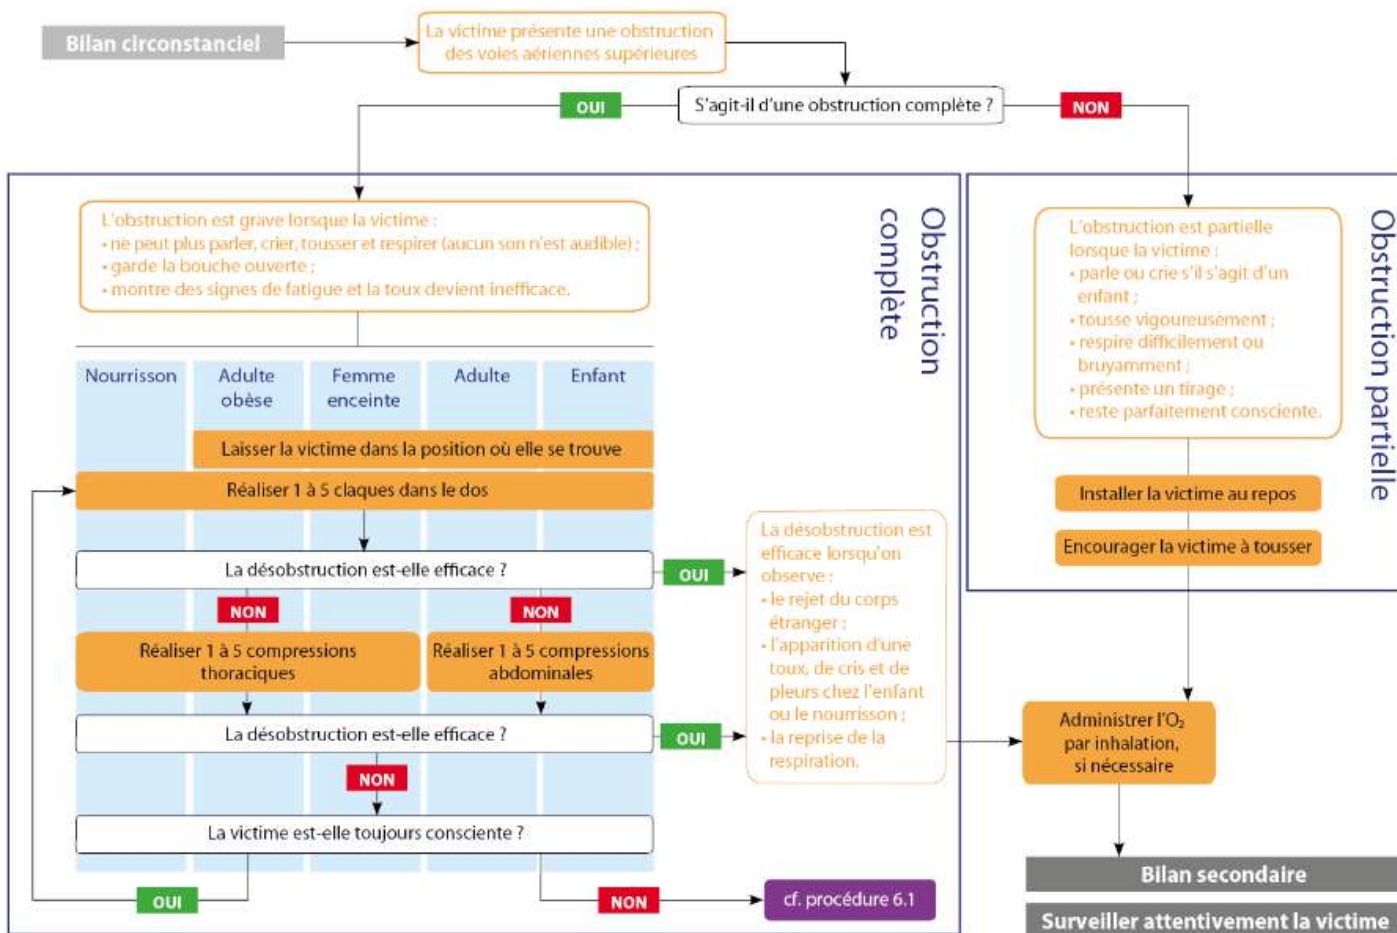 Bilan circonstanciel
La victime présente une obstruction
des voies aériennes supérieures
S'agit-il d'une obstruction complète ?
OUI
NON
Obstruction
complète
L'obstruction est grave lorsque la victime :
• ne peut plus parler, crier, tousser et respirer (aucun son n'est audible) ;
• garde la bouche ouverte ;
• montre des signes de fatigue et la toux devient inefficace.
Nourrisson
Adulte
obèse
Femme
enceinte
Adulte
Enfant
Laisser la victime dans la position où elle se trouve
Réaliser 1 à 5 claques dans le dos
La désobstruction est-elle efficace ?
OUI
NON
NON
Réaliser 1 à 5 compressions
thoraciques
Réaliser 1 à 5 compressions
abdominales
La désobstruction est-elle efficace ?
OUI
NON
La victime est-elle toujours consciente ?
OUI
NON
cf. procédure 6.1
La désobstruction est
efficace lorsqu'on
observe :
• le rejet du corps
étranger ;
• l'apparition d'une
toux, de cris et de
pleurs chez l'enfant
ou le nourrisson ;
• la reprise de la
respiration.
Obstruction partielle
L'obstruction est partielle
lorsque la victime :
• parle ou crie s'il s'agit d'un
enfant ;
• tousse vigoureusement ;
• respire difficilement ou
bruyamment ;
• présente un tirage ;
• reste parfaitement consciente.
Installer la victime au repos
Encourager la victime à tousser
Administrer l'O₂
par inhalation,
si nécessaire
Bilan secondaire
Surveiller attentivement la victime